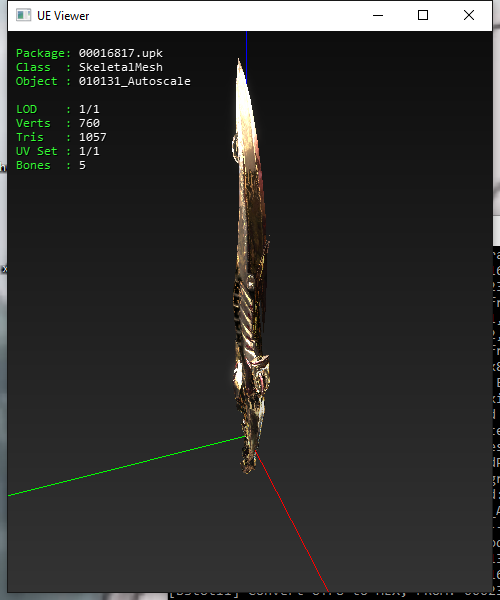 UE Viewer
Package: 00016817.upk
Class : SkeletalMesh
Object : 010131_Autoscale
LOD : 1/1
Verts : 760
Tris : 1057
UV Set : 1/1
Bones : 5